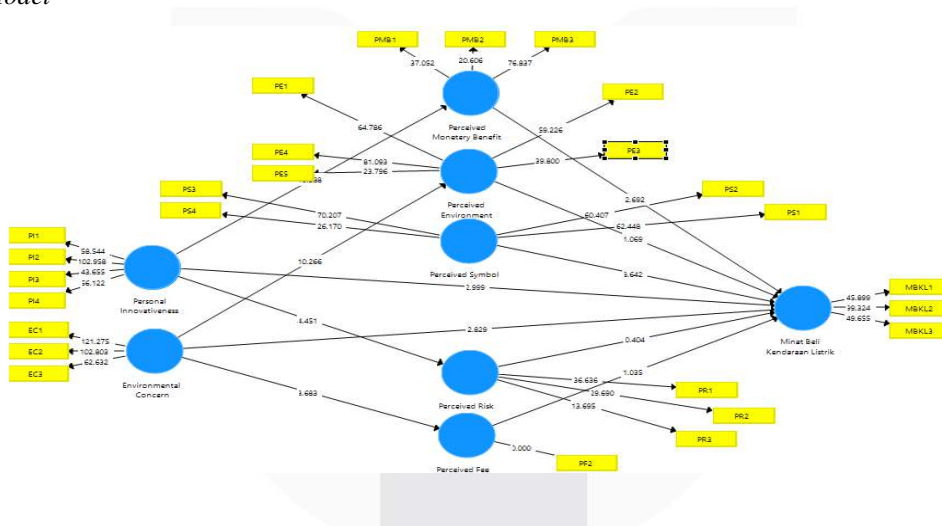 PMB1
PMB2
PMB3
37.052
20.606
76.837
PE1
PE2
Perceived
Monetery Benefit
64.786
59.226
PE4
PE5
81.093
23.796
39.800
PE3
PS3
PS4
Perceived
Environment
PS2
PS1
70.207
26.170
60.407
62.448
2.692
1.069
10.266
Perceived Symbol
3.642
PI1
PI2
PI3
PI4
58.544
102.958
43.655
56.122
Personal
Innovativeness
2.999
MBKL1
MBKL2
MBKL3
45.899
39.324
49.655
Minat Beli
Kendaraan Listrik
EC1
EC2
EC3
121.275
102.803
62.632
Environmental
Concern
4.451
2.829
0.404
1.035
3.683
Perceived Risk
36.636
29.690
13.695
PR1
PR2
PR3
Perceived Fee
PF2